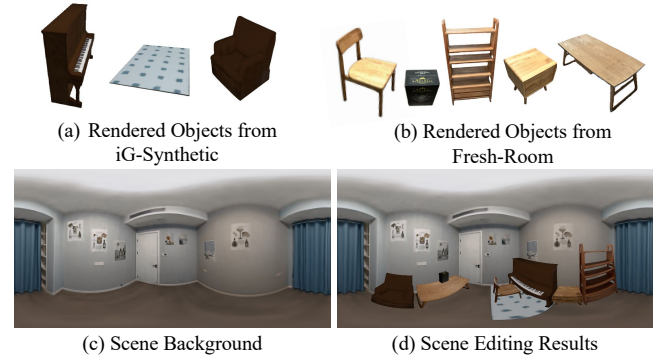 (a) Rendered Objects from
iG-Synthetic
(b) Rendered Objects from
Fresh-Room
(c) Scene Background
(d) Scene Editing Results